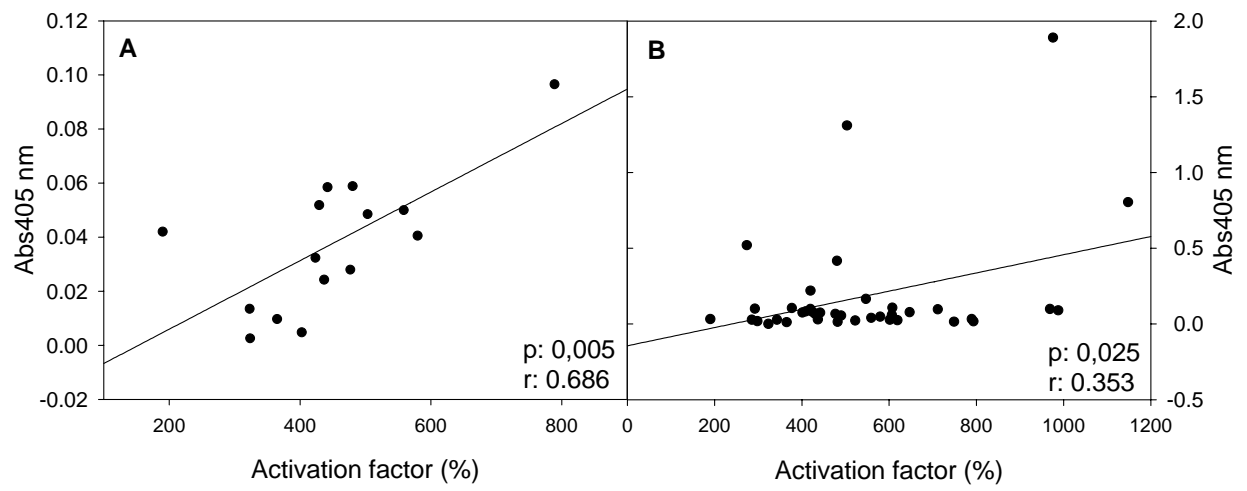 0.12
0.10
0.08
0.06
0.04
0.02
0.00
-0.02
Abs405 nm
A
p: 0,005
r: 0.686
200
400
600
800
Activation factor (%)
B
p: 0,025
r: 0.353
0
200
400
600
800
1000
1200
Activation factor (%)
2.0
1.5
1.0
0.5
0.0
-0.5
Abs405 nm